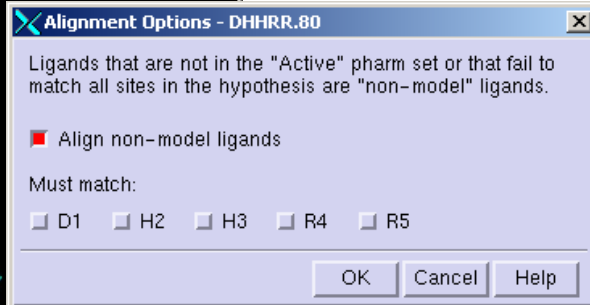 Alignment Options - DHHRR.80
Ligands that are not in the "Active" pharm set or that fail to
match all sites in the hypothesis are "non-model" ligands.
Align non-model ligands
Must match:
D1 H2 H3 R4 R5
OK Cancel Help